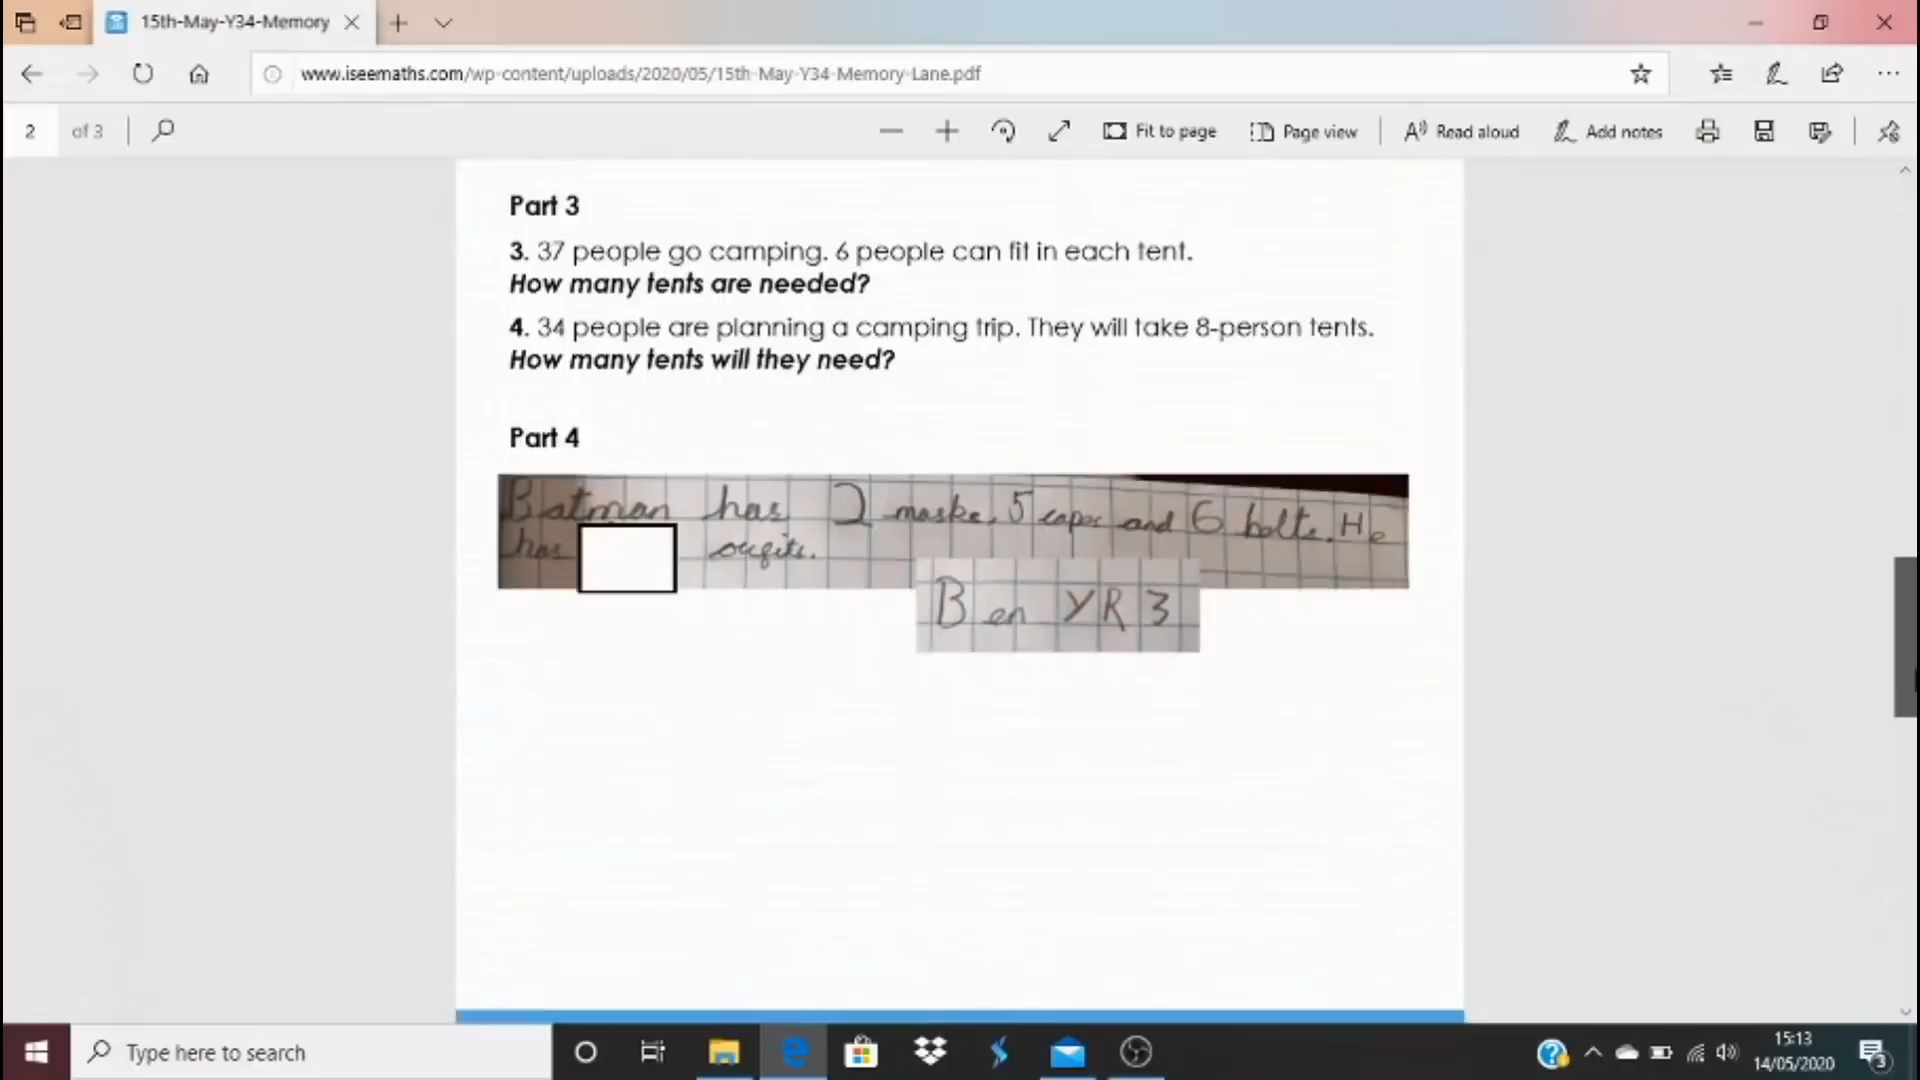 15th-May-Y34-Memory
www.iseemaths.com/wp-content/uploads/2020/05/15th-May-Y34-Memory-Lane.pdf
2 of 3
Fit to page
Page view
Read aloud
Add notes
Part 3
3. 37 people go camping. 6 people can fit in each tent.
How many tents are needed?
4. 34 people are planning a camping trip. They will take 8-person tents.
How many tents will they need?
Part 4
Batman has 2 masks, 5 capes and 6 belts. He
has
Ben YR 3
Type here to search
15:13
14/05/2020
3